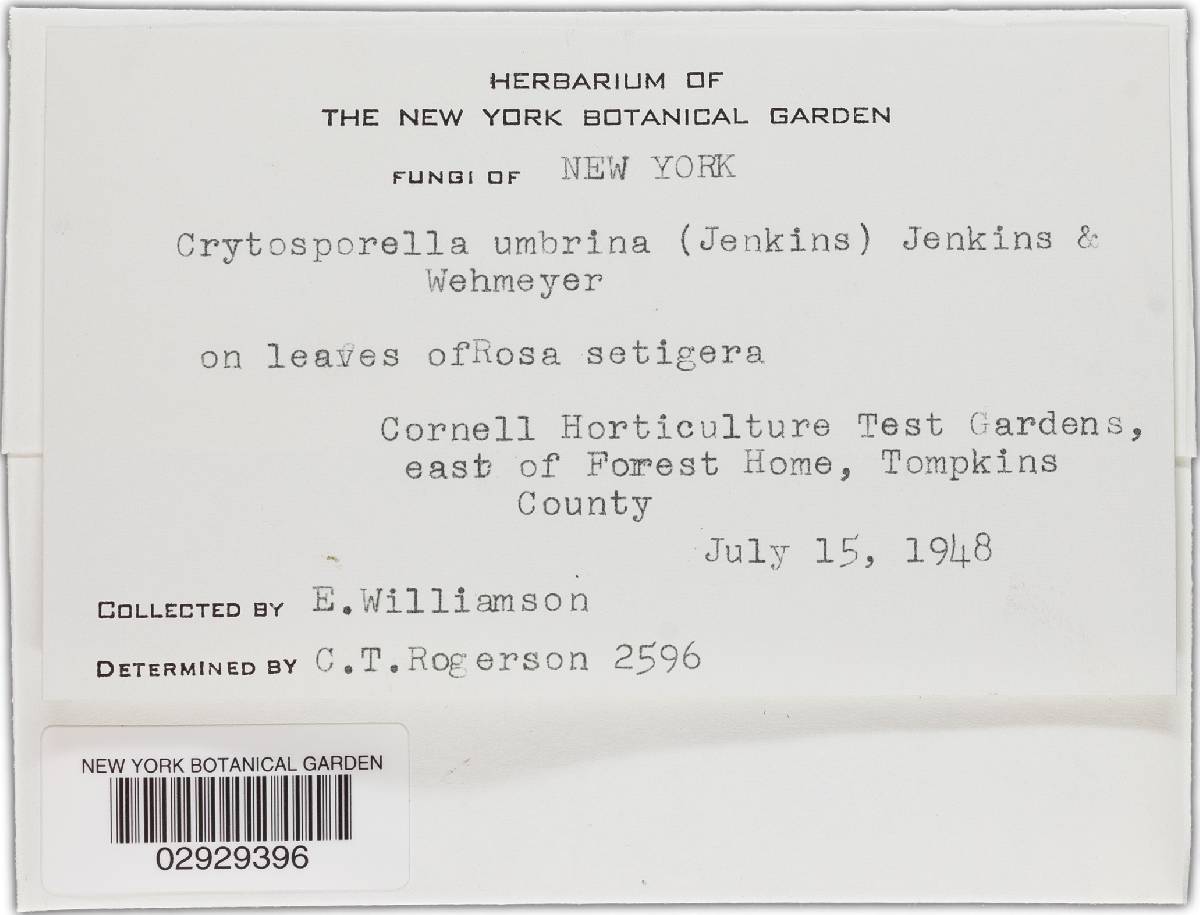 HERBARIUM OF
THE NEW YORK BOTANICAL GARDEN
FUNGI OF NEW YORK
Crytosporella umbrina (Jenkins) Jenkins &
Wehmeyer
on leaves ofRosa setigera
Cornell Horticulture Test Gardens,
east of Forest Home, Tompkins
County
July 15, 1948
COLLECTED BY E.Williamson
DETERMINED BY C.T.Rogerson 2596
NEW YORK BOTANICAL GARDEN
02929396